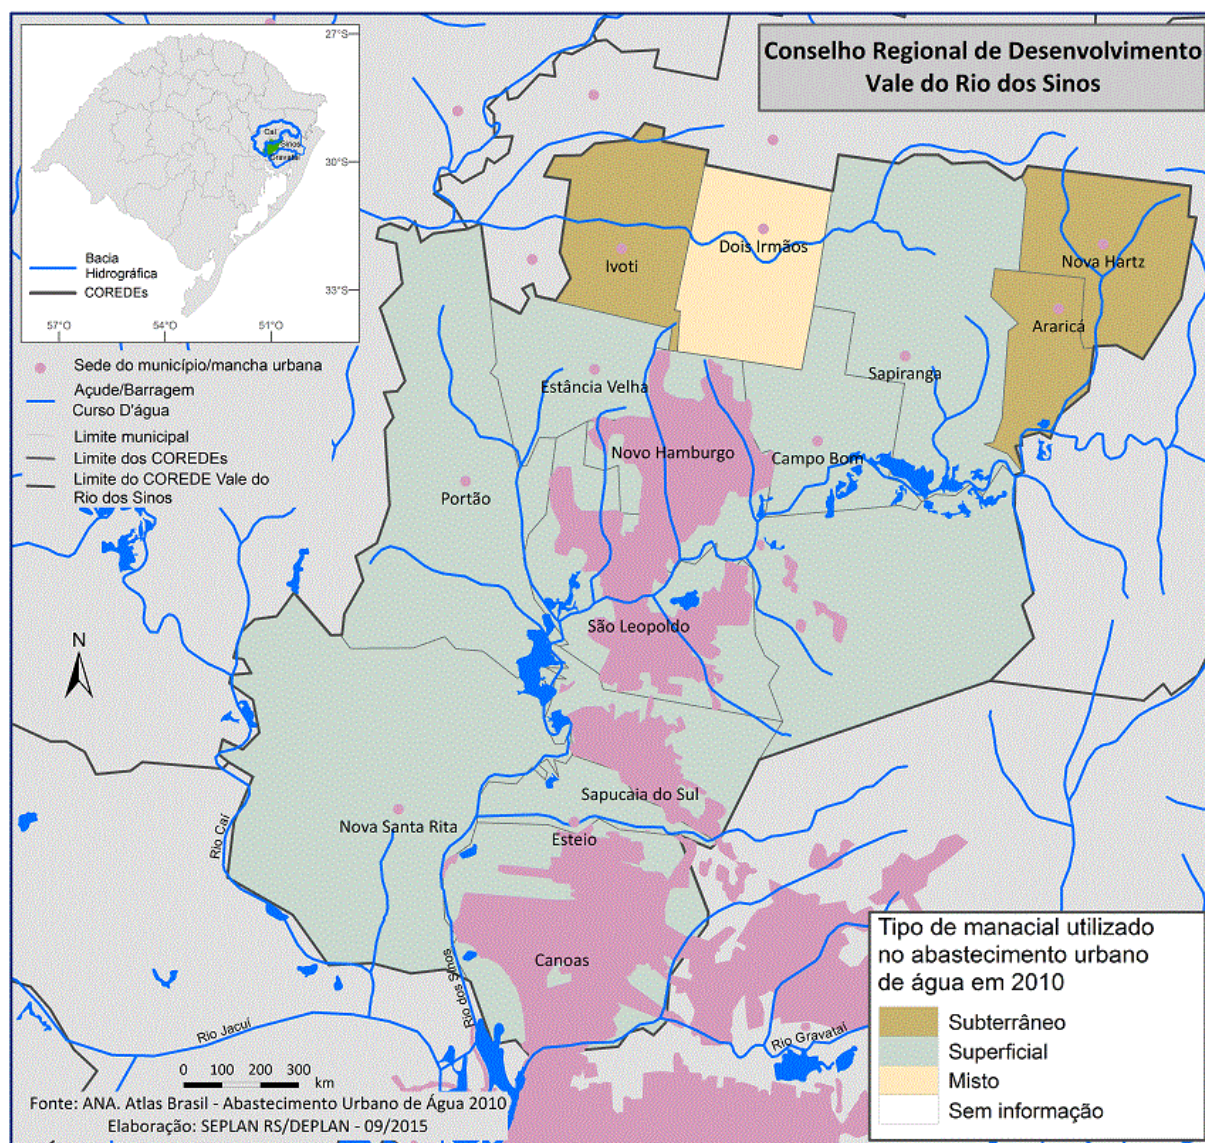 Conselho Regional de Desenvolvimento
Vale do Rio dos Sinos
27°S
30°S
33°S
57°O
54°O
51°O
Caí
Sinos
Gravataí
Bacia
Hidrográfica
COREDEs
Sede do município/mancha urbana
Açude/Barragem
Curso D'água
Limite municipal
Limite dos COREDEs
Limite do COREDE Vale do
Rio dos Sinos
Ivoti
Dois Irmãos
Nova Hartz
Araricá
Sapiranga
Estância Velha
Novo Hamburgo
Campo Bom
Portão
São Leopoldo
Sapucaia do Sul
Nova Santa Rita
Esteio
Canoas
N
Rio Caí
Rio dos Sinos
Rio Jacuí
Rio Gravataí
Tipo de manacial utilizado
no abastecimento urbano
de água em 2010
Subterrâneo
Superficial
Misto
Sem informação
0 100 200 300
km
Fonte: ANA. Atlas Brasil - Abastecimento Urbano de Água 2010
Elaboração: SEPLAN RS/DEPLAN - 09/2015